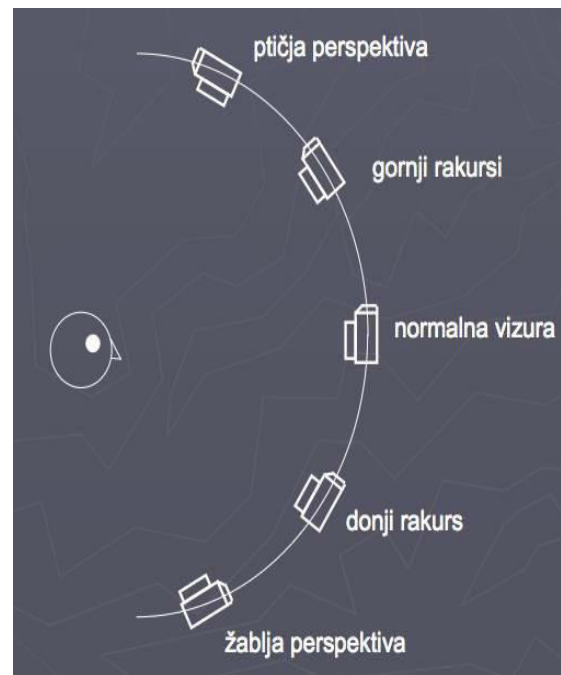 ptičja perspektiva
gornji rakursi
normalna vizura
donji rakurs
žablja perspektiva